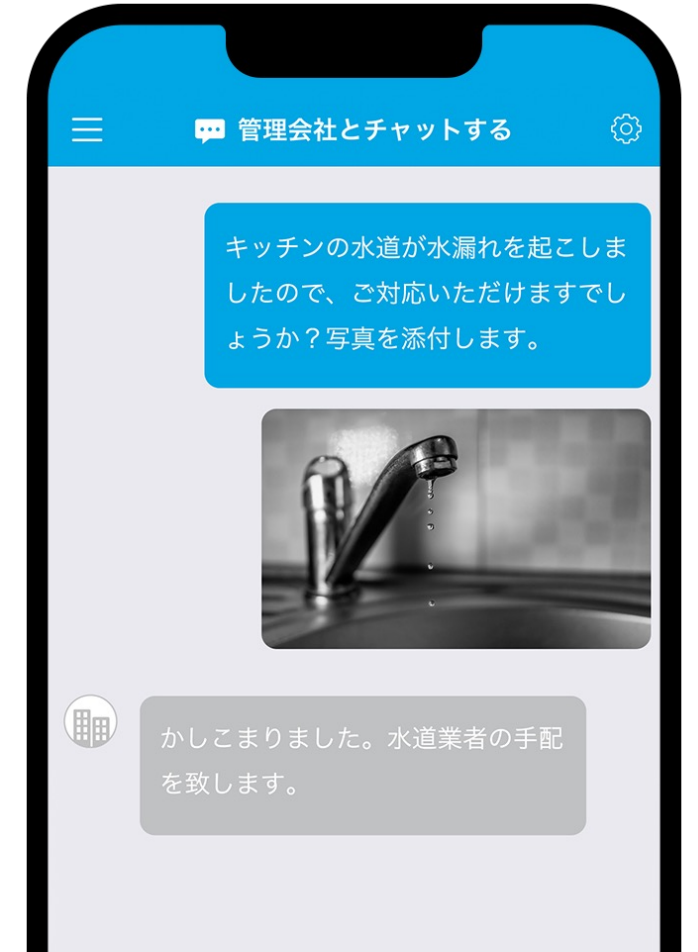 管理会社とチャットする
キッチンの水道が水漏れを起こしま
したので、ご対応いただけますでし
ょうか？写真を添付します。
かしこまりました。水道業者の手配
を致します。